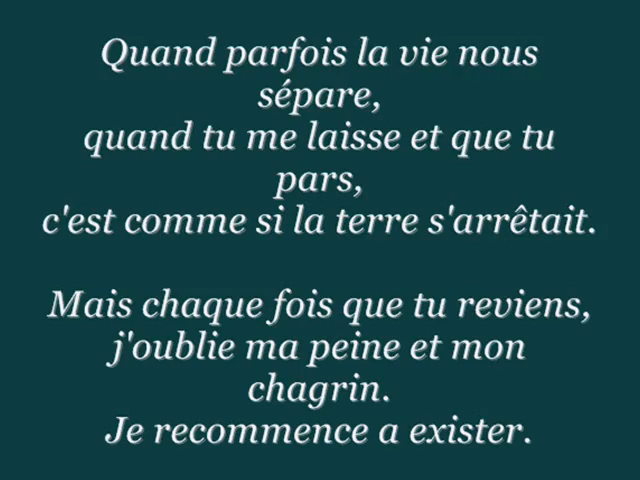 Quand parfois la vie nous
sépare,
quand tu me laisse et que tu
pars,
c'est comme si la terre s'arrêtait.
Mais chaque fois que tu reviens,
j'oublie ma peine et mon
chagrin.
Je recommence a exister.